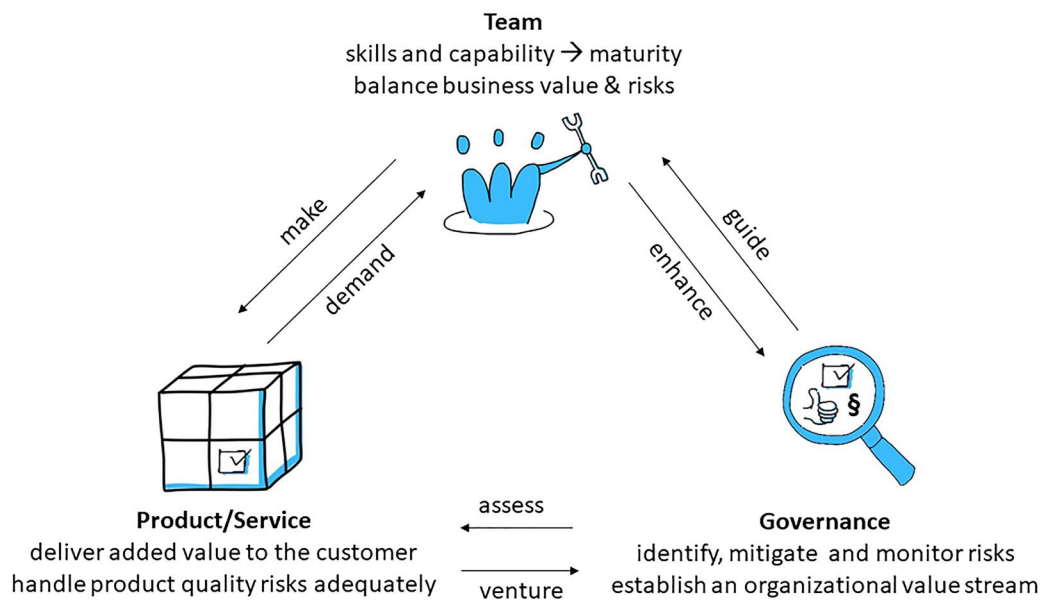 Team
skills and capability → maturity
balance business value & risks
make
demand
guide
enhance
§
assess
Product/Service
deliver added value to the customer
handle product quality risks adequately
Governance
identify, mitigate and monitor risks
establish an organizational value stream
venture